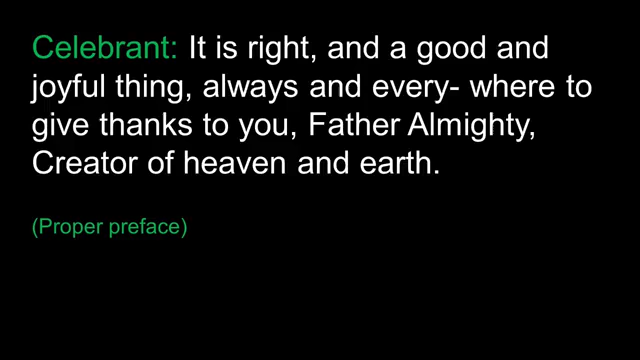 Celebrant: It is right, and a good and
joyful thing, always and every- where to
give thanks to you, Father Almighty,
Creator of heaven and earth.
(Proper preface)